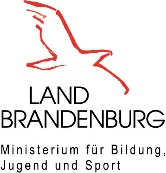 LAND
BRANDENBURG
Ministerium für Bildung,
Jugend und Sport